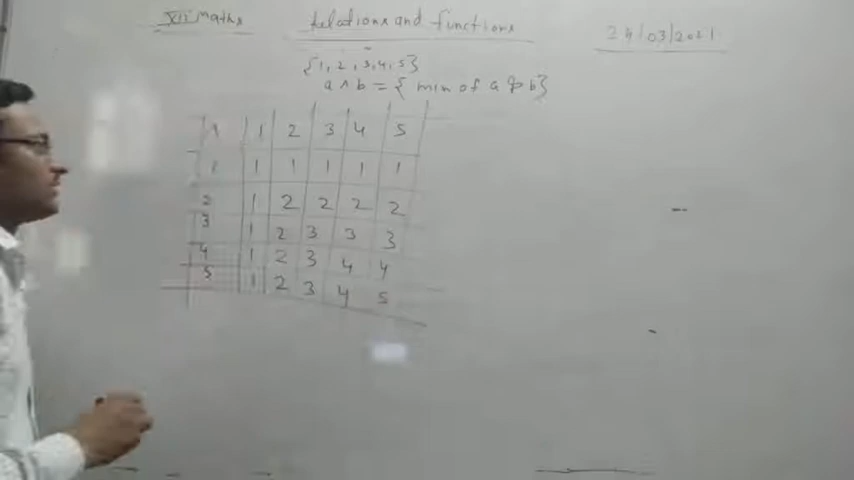 XII Maths Relations and functions 24/03/2021
{1,2,3,4,5}
a ∧ b = { min of a & b}
∧ 1 2 3 4 5
1 1 1 1 1 1
2 1 2 2 2 2
3 1 2 3 3 3
4 1 2 3 4 4
5 1 2 3 4 5